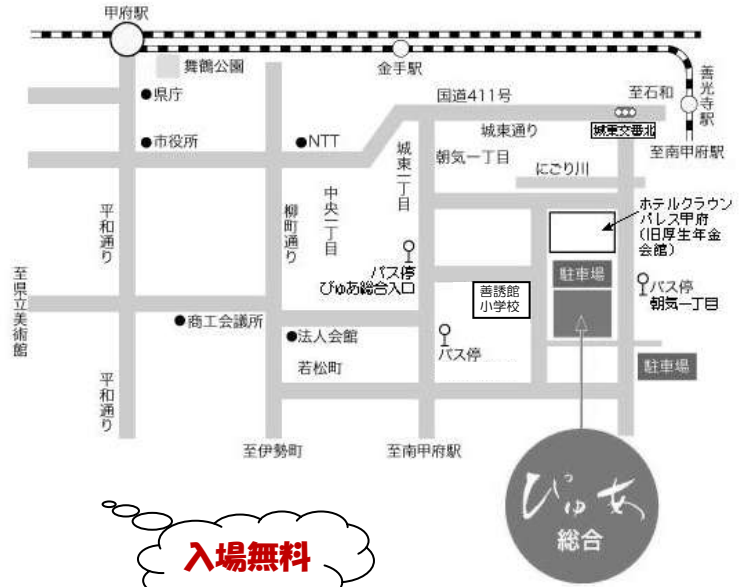 甲府駅
舞鶴公園
金手駅
善光寺駅
至石和
国道411号
●県庁
城東交番北
城東通り
●市役所
●NTT
城東一丁目
朝気一丁目
至南甲府駅
にごり川
平和通り
柳町通り
中央二丁目
ホテルクラウン
パレス甲府
(旧厚生年金
会館)
バス停
ぴゅあ総合入口
駐車場
至県立美術館
善誘館
小学校
バス停
朝気一丁目
●商工会議所
●法人会館
バス停
若松町
駐車場
平和通り
至伊勢町
至南甲府駅
ぴゅあ
総合
入場無料